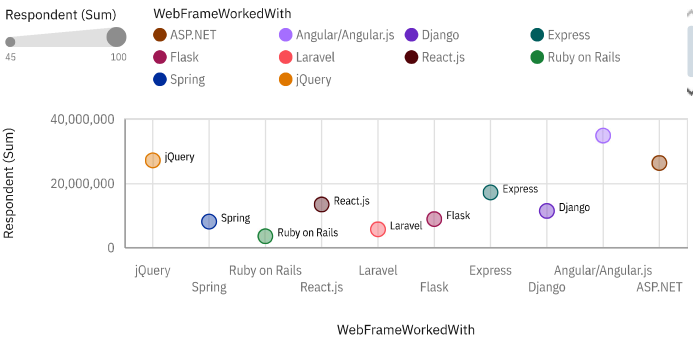 Respondent (Sum)
45 100
WebFrameWorkedWith
ASP.NET Angular/Angular.js Django Express
Flask Laravel React.js Ruby on Rails
Spring jQuery
Respondent (Sum)
40,000,000
20,000,000
0
jQuery
Spring
Ruby on Rails
React.js
Laravel
Flask
Express
Django
jQuery Ruby on Rails Laravel Express Angular/Angular.js
Spring React.js Flask Django ASP.NET
WebFrameWorkedWith